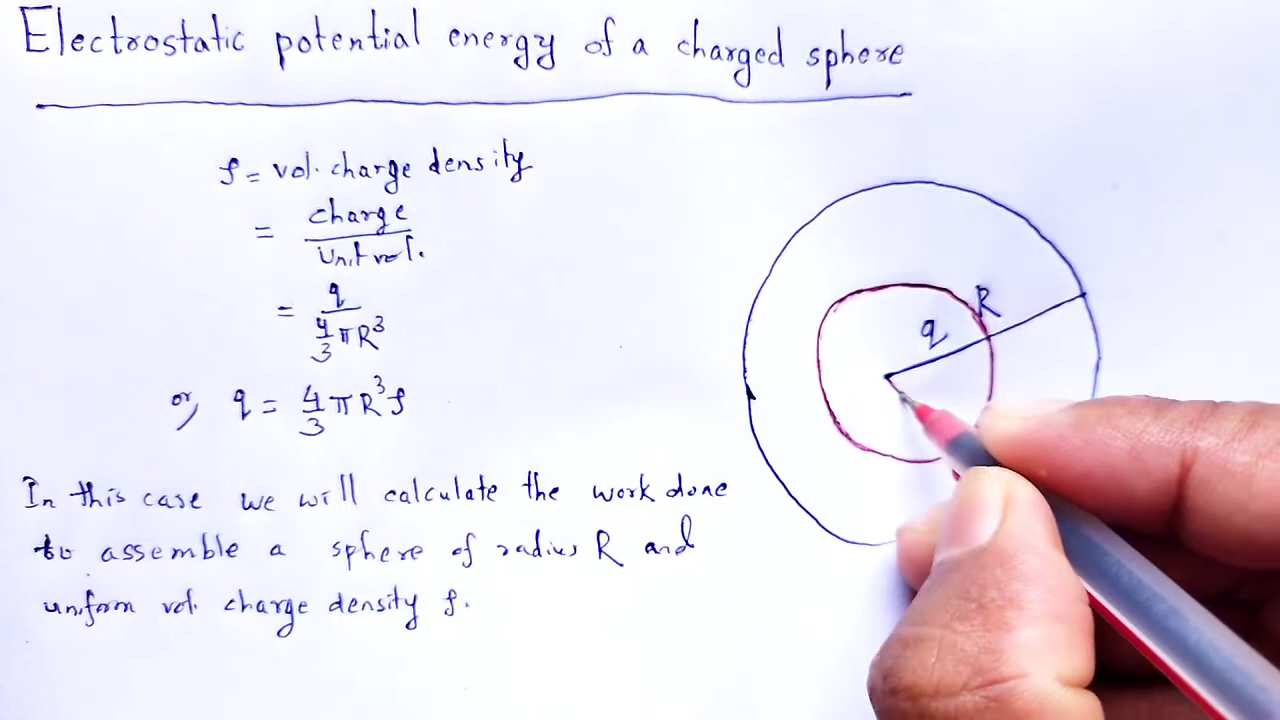 Electrostatic potential energy of a charged sphere
ρ = vol. charge density
= charge / Unit vol.
= q / 4/3 πR³
or, q = 4/3 πR³ρ
R
q
In this case we will calculate the work done
to assemble a sphere of radius R and
uniform vol. charge density ρ.